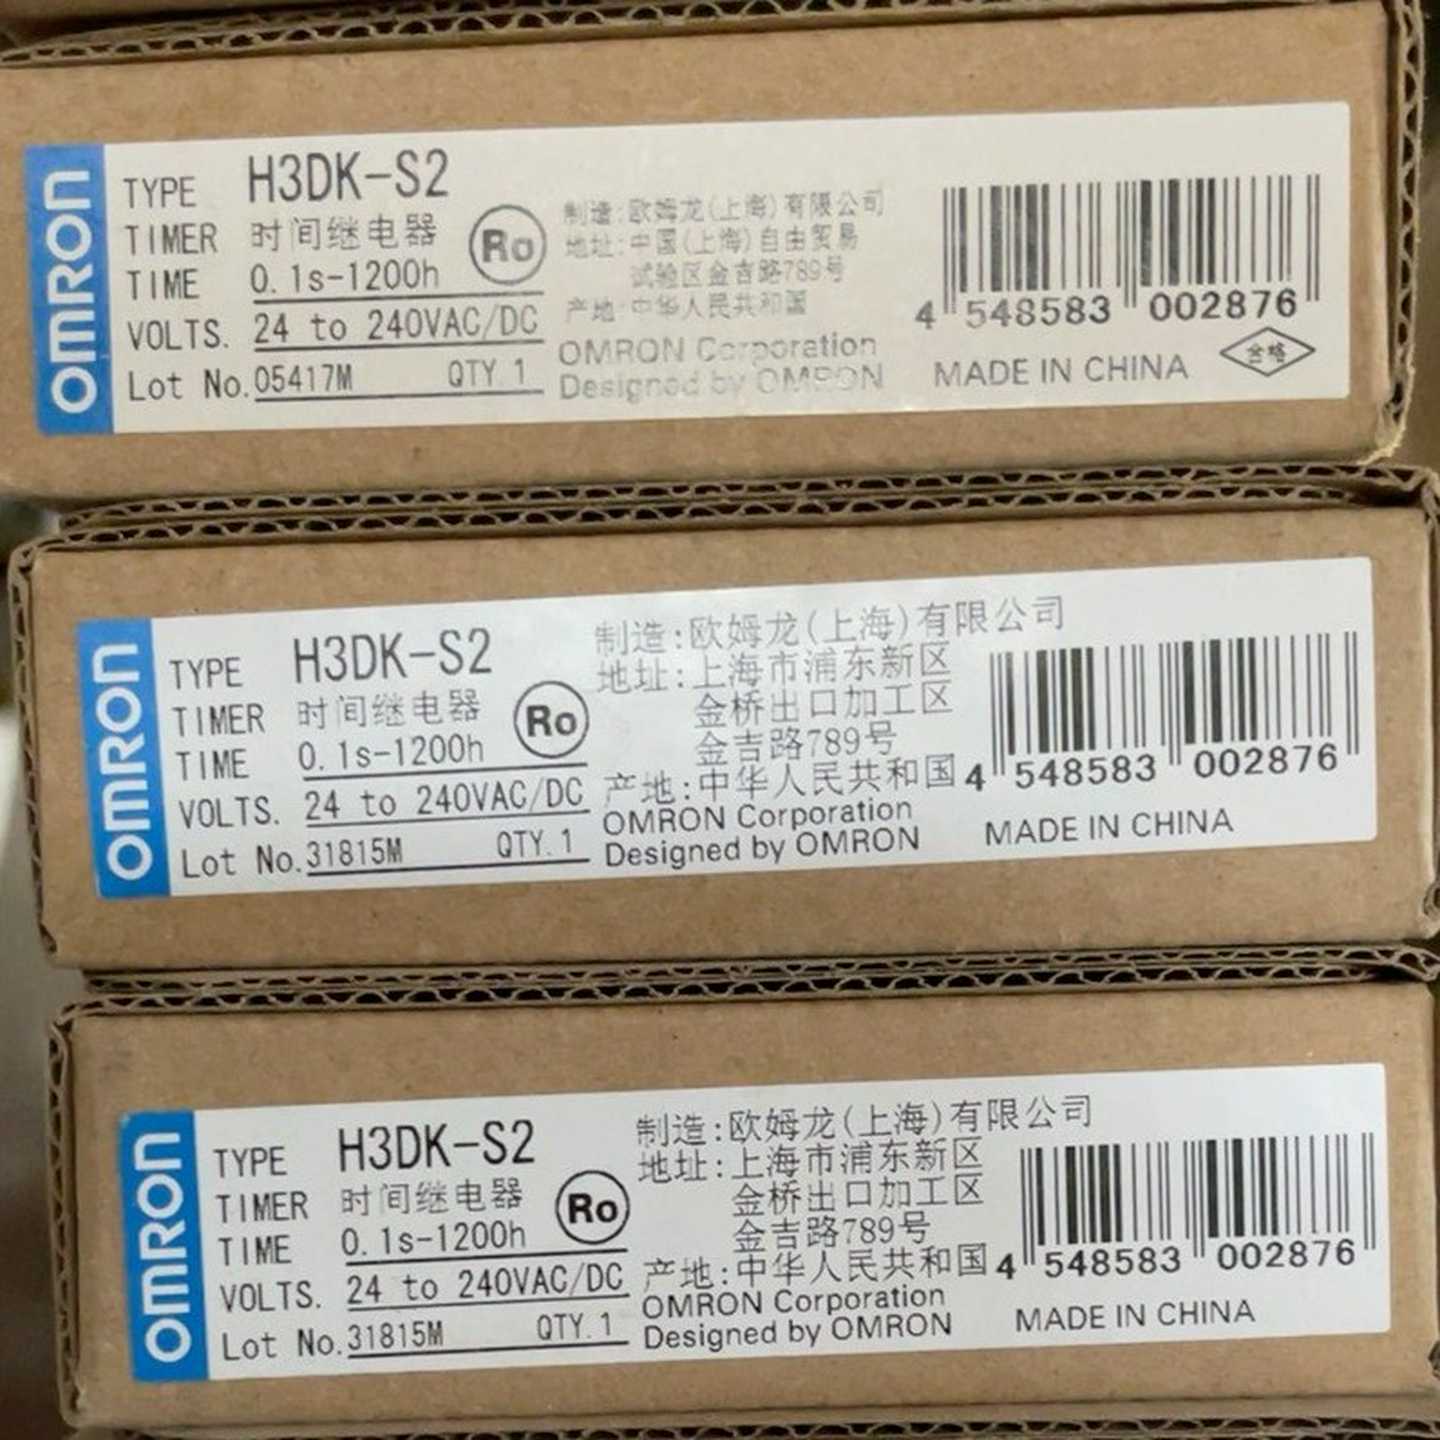 OMRON
TYPE H3DK-S2
TIMER 时间继电器 Ro
TIME 0.1s-1200h
VOLTS. 24 to 240VAC/DC
Lot No. 05417M QTY 1
制造:欧姆龙(上海)有限公司
地址:中国(上海)自由贸易
试验区金吉路789号
产地:中华人民共和国
OMRON Corporation
Designed by OMRON
4 548583 002876
MADE IN CHINA
合格
OMRON
TYPE H3DK-S2
TIMER 时间继电器 Ro
TIME 0.1s-1200h
VOLTS. 24 to 240VAC/DC
Lot No. 31815M QTY.1
制造:欧姆龙(上海)有限公司
地址:上海市浦东新区
金桥出口加工区
金吉路789号
产地:中华人民共和国
OMRON Corporation
Designed by OMRON
4 548583 002876
MADE IN CHINA
OMRON
TYPE H3DK-S2
TIMER 时间继电器 Ro
TIME 0.1s-1200h
VOLTS. 24 to 240VAC/DC
Lot No. 31815M QTY.1
制造:欧姆龙(上海)有限公司
地址:上海市浦东新区
金桥出口加工区
金吉路789号
产地:中华人民共和国
OMRON Corporation
Designed by OMRON
4 548583 002876
MADE IN CHINA